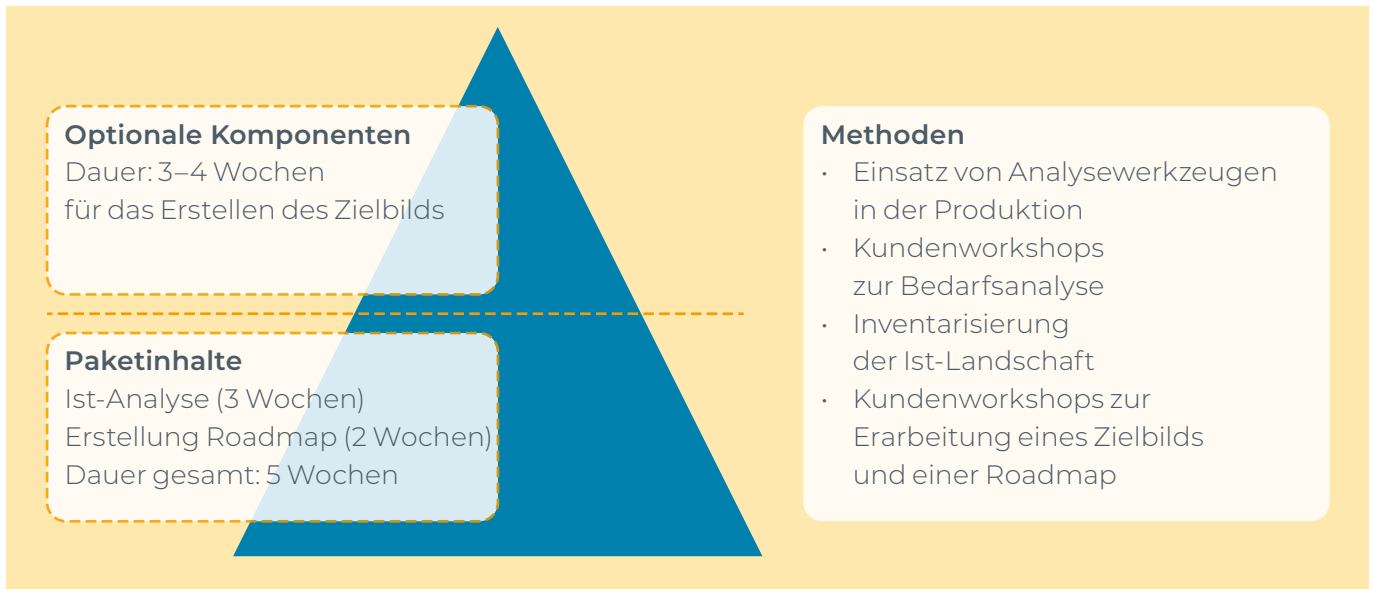 Optionale Komponenten
Dauer: 3–4 Wochen
für das Erstellen des Zielbilds
Paketinhalte
Ist-Analyse (3 Wochen)
Erstellung Roadmap (2 Wochen)
Dauer gesamt: 5 Wochen
Methoden
• Einsatz von Analysewerkzeugen
in der Produktion
• Kundenworkshops
zur Bedarfsanalyse
• Inventarisierung
der Ist-Landschaft
• Kundenworkshops zur
Erarbeitung eines Zielbilds
und einer Roadmap